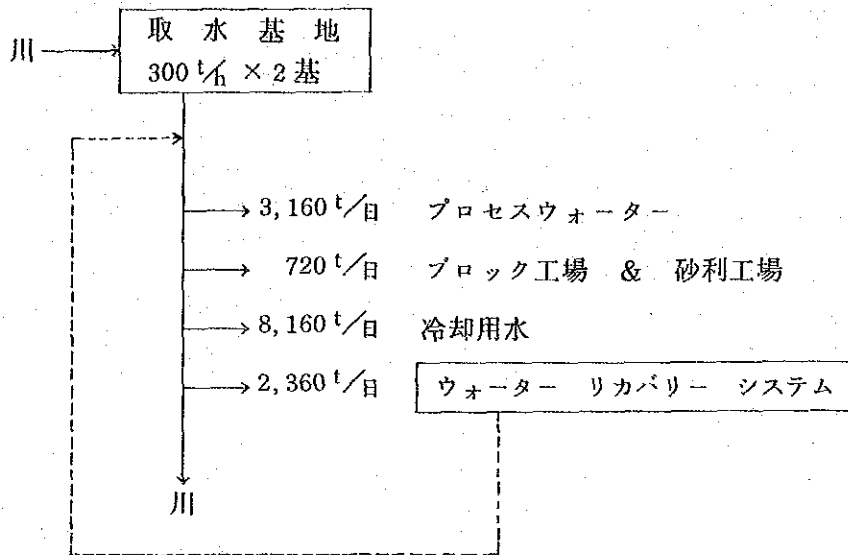 川
取水基地
300 t/h × 2基
3,160 t/日 プロセスウォーター
720 t/日 ブロック工場 & 砂利工場
8,160 t/日 冷却用水
2,360 t/日 ウォーター リカバリー システム
川